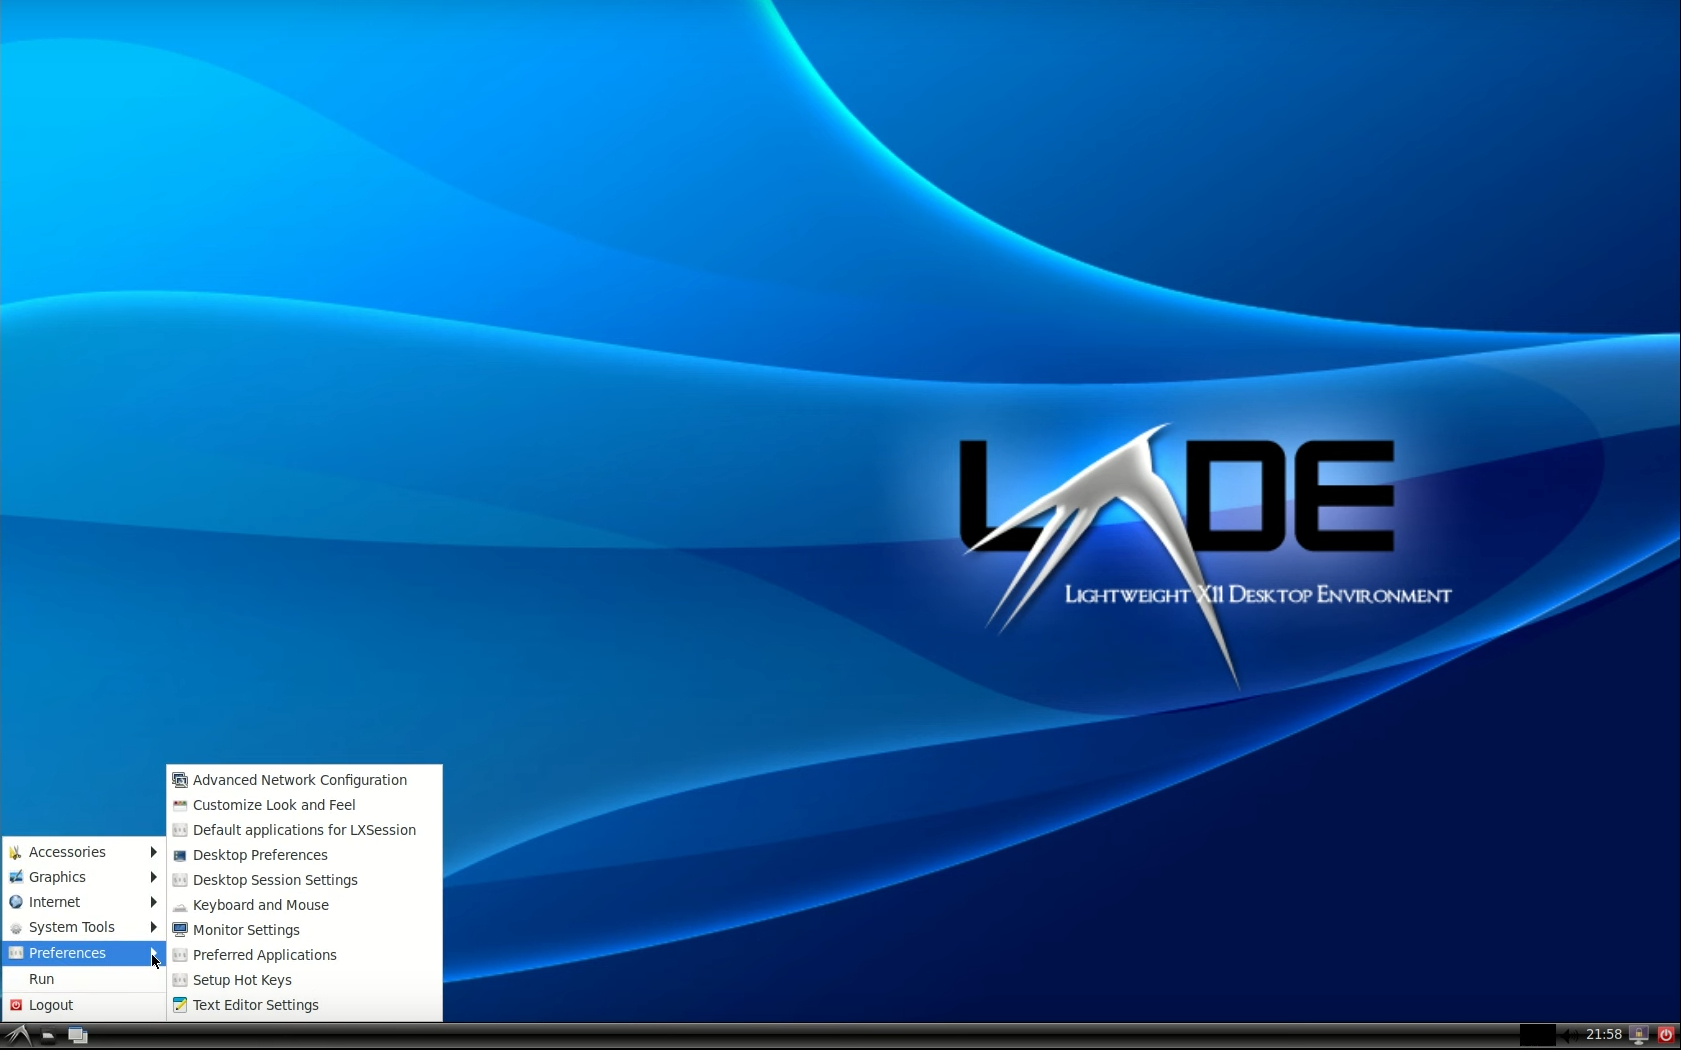 LXDE
Lightweight X11 Desktop Environment
Advanced Network Configuration
Customize Look and Feel
Default applications for LXSession
Desktop Preferences
Desktop Session Settings
Keyboard and Mouse
Monitor Settings
Preferred Applications
Setup Hot Keys
Text Editor Settings
Accessories
Graphics
Internet
System Tools
Preferences
Run
Logout
21:58